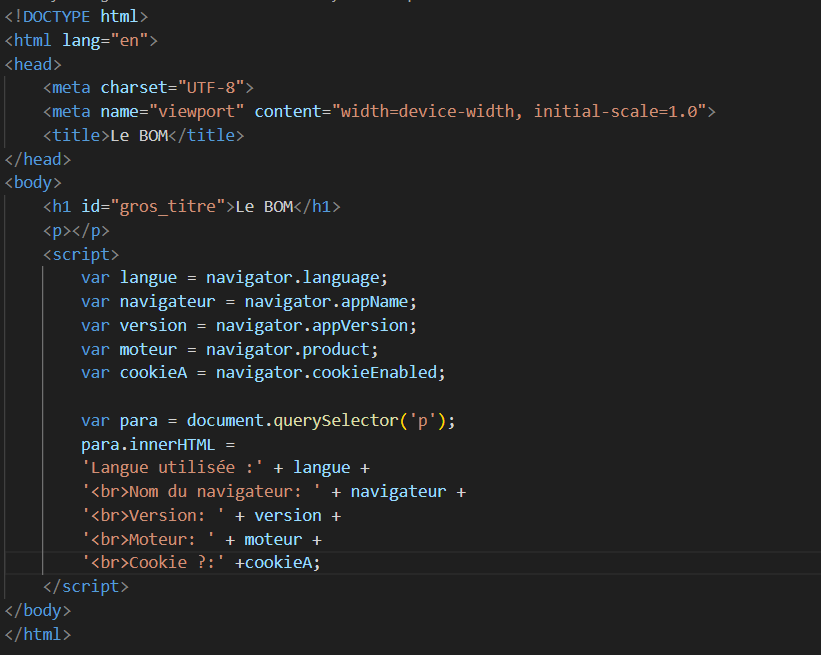 <!DOCTYPE html>
<html lang="en">
<head>
    <meta charset="UTF-8">
    <meta name="viewport" content="width=device-width, initial-scale=1.0">
    <title>Le BOM</title>
</head>
<body>
    <h1 id="gros_titre">Le BOM</h1>
    <p></p>
    <script>
        var langue = navigator.language;
        var navigateur = navigator.appName;
        var version = navigator.appVersion;
        var moteur = navigator.product;
        var cookieA = navigator.cookieEnabled;

        var para = document.querySelector('p');
        para.innerHTML =
        'Langue utilisée :' + langue +
        '<br>Nom du navigateur: ' + navigateur +
        '<br>Version: ' + version +
        '<br>Moteur: ' + moteur +
        '<br>Cookie ?:' +cookieA;
    </script>
</body>
</html>